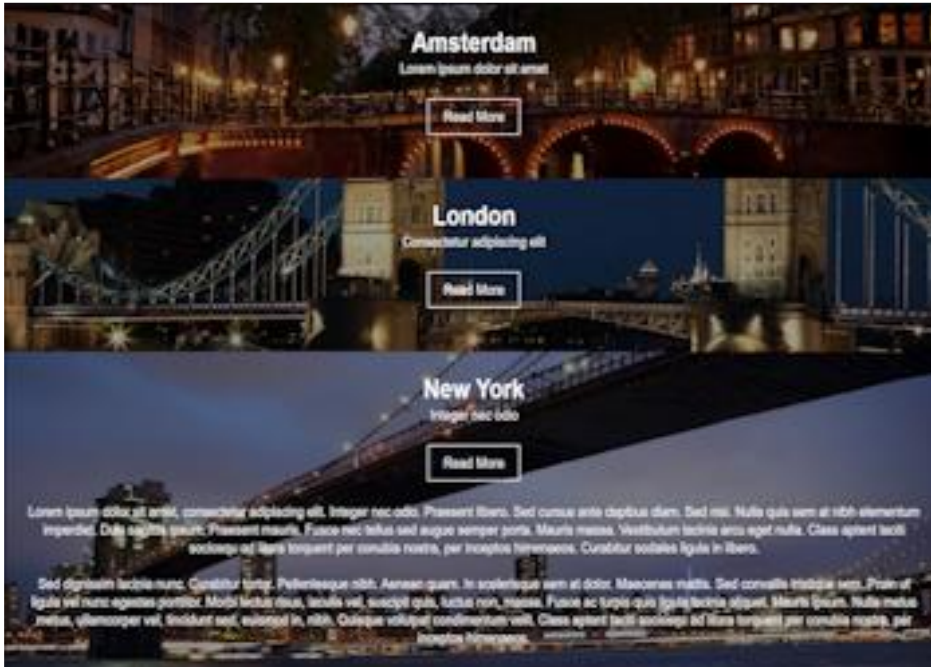 Amsterdam
Lorem ipsum dolor sit amet
Read More
London
Consectetur adipiscing elit
Read More
New York
Integer nec odio
Read More
Lorem ipsum dolor sit amet, consectetur adipiscing elit. Integer nec odio. Praesent libero. Sed cursus ante dapibus diam. Sed nisi. Nulla quis sem at nibh elementum
imperdiet. Duis sagittis ipsum. Praesent mauris. Fusce nec tellus sed augue semper porta. Mauris massa. Vestibulum lacinia arcu eget nulla. Class aptent taciti
sociosqu ad litora torquent per conubia nostra, per inceptos himenaeos. Curabitur sodales ligula in libero.
Sed dignissim lacinia nunc. Curabitur tortor. Pellentesque nibh. Aenean quam. In scelerisque sem at dolor. Maecenas mattis. Sed convallis tristique sem. Proin ut
ligula vel nunc egestas porttitor. Morbi lectus risus, iaculis vel, suscipit quis, luctus non, massa. Fusce ac turpis quis ligula lacinia aliquet. Mauris ipsum. Nulla metus
metus, ullamcorper vel, tincidunt sed, euismod in, nibh. Quisque volutpat condimentum velit. Class aptent taciti sociosqu ad litora torquent per conubia nostra, per
inceptos himenaeos.